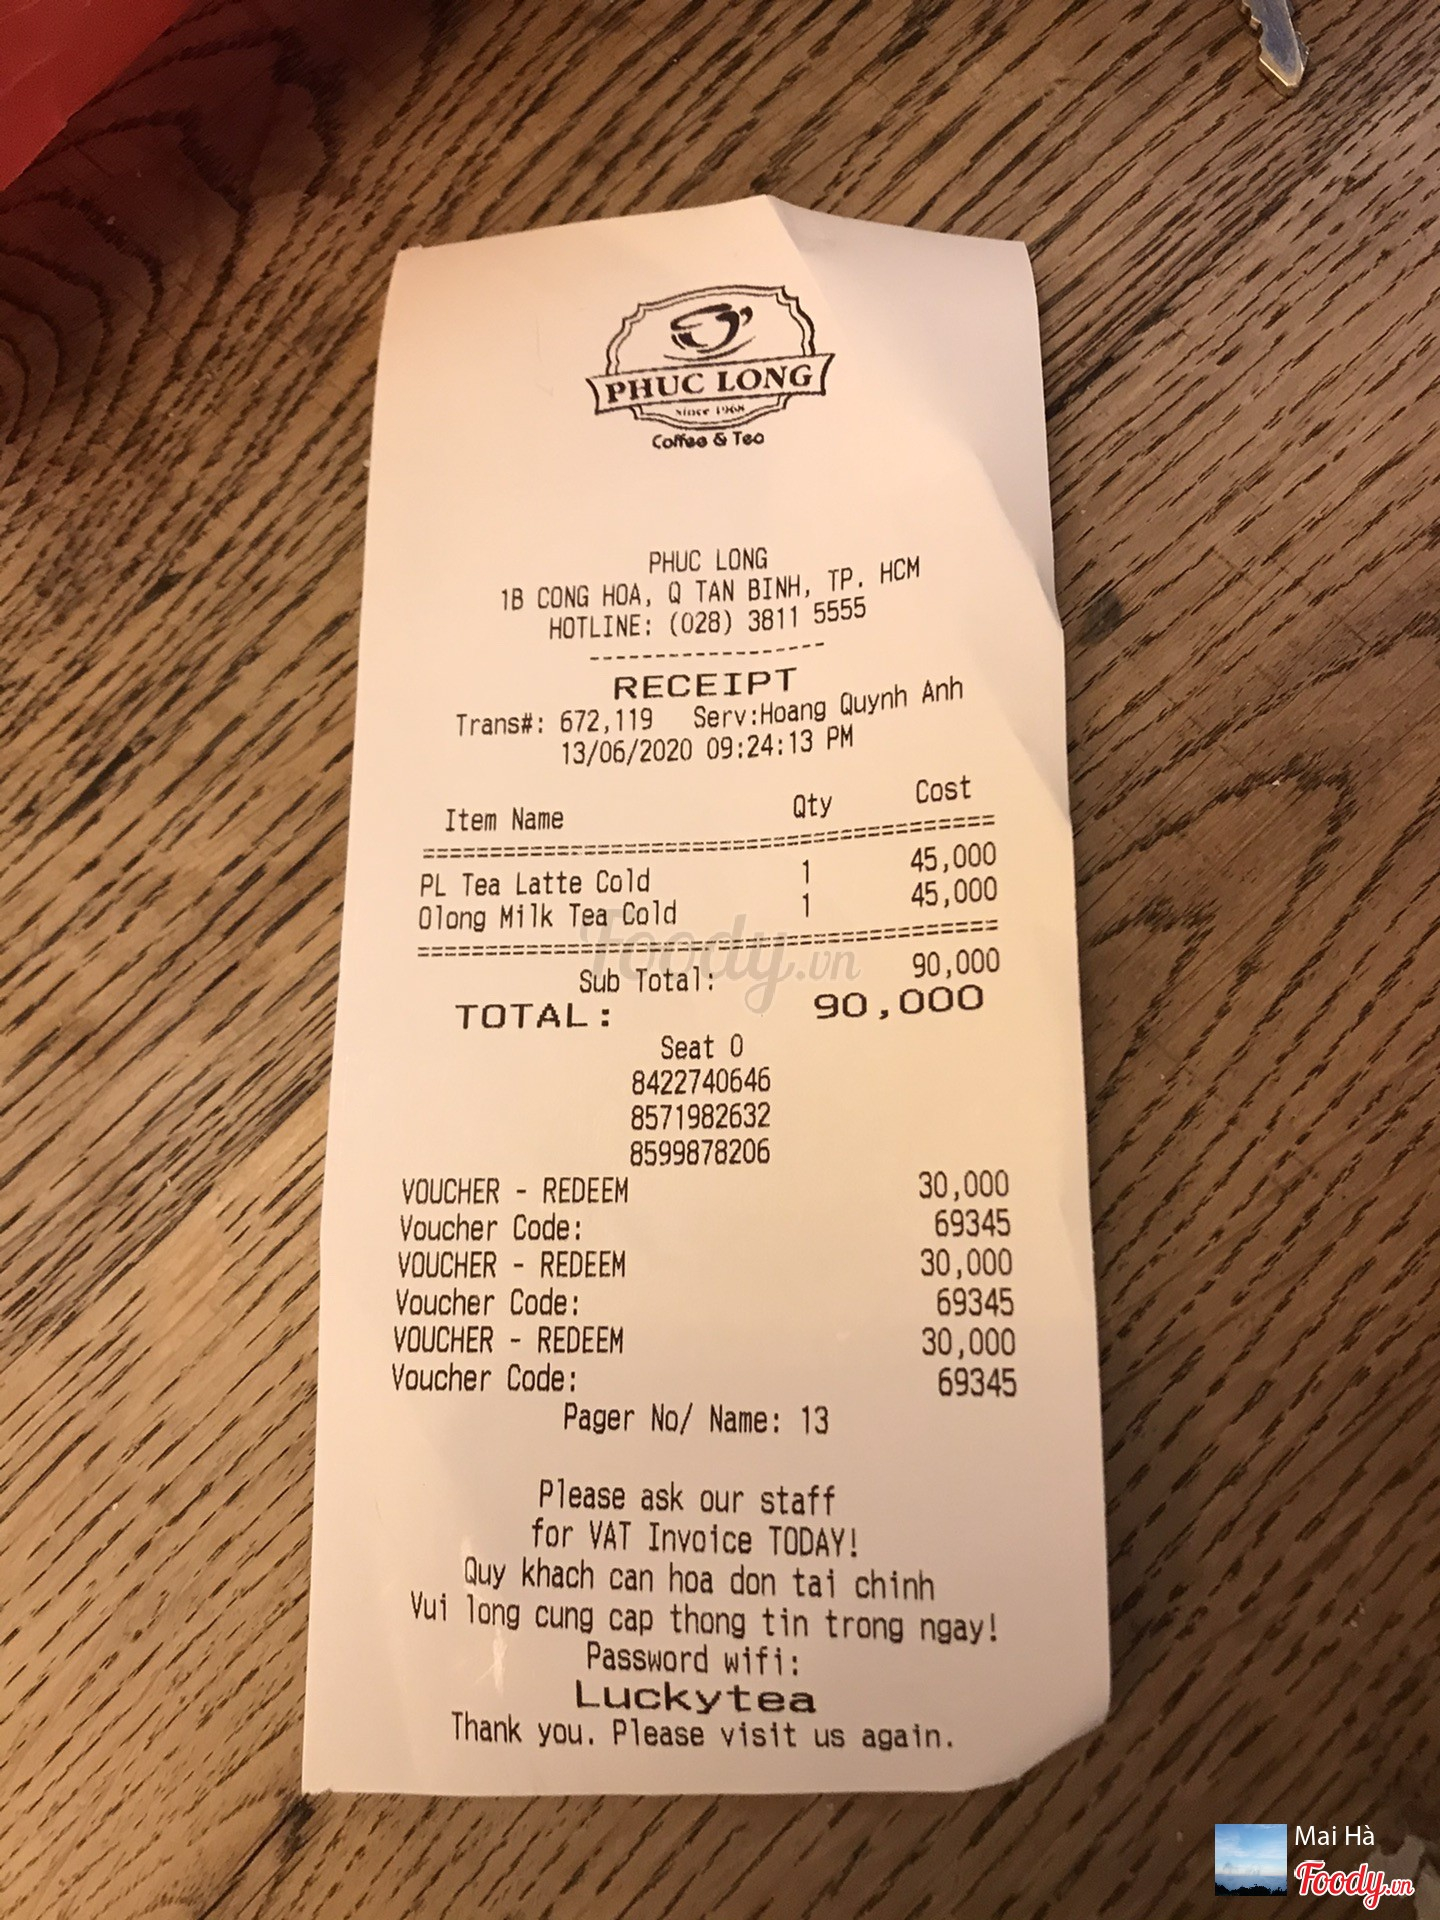 PHUC LONG
since 1968
Coffee & Tea
PHUC LONG
1B CONG HOA, Q TAN BINH, TP. HCM
HOTLINE: (028) 3811 5555
------------------
RECEIPT
Trans#: 672,119 Serv:Hoang Quynh Anh
13/06/2020 09:24:13 PM
Item Name Qty Cost
PL Tea Latte Cold 1 45,000
Olong Milk Tea Cold 1 45,000
Sub Total: 90,000
TOTAL: 90,000
Seat 0
8422740646
8571982632
8599878206
VOUCHER - REDEEM 30,000
Voucher Code: 69345
VOUCHER - REDEEM 30,000
Voucher Code: 69345
VOUCHER - REDEEM 30,000
Voucher Code: 69345
Pager No/ Name: 13
Please ask our staff
for VAT Invoice TODAY!
Quy khach can hoa don tai chinh
Vui long cung cap thong tin trong ngay!
Password wifi:
Luckytea
Thank you. Please visit us again.
Foody.vn
Mai Hà
Foody.vn